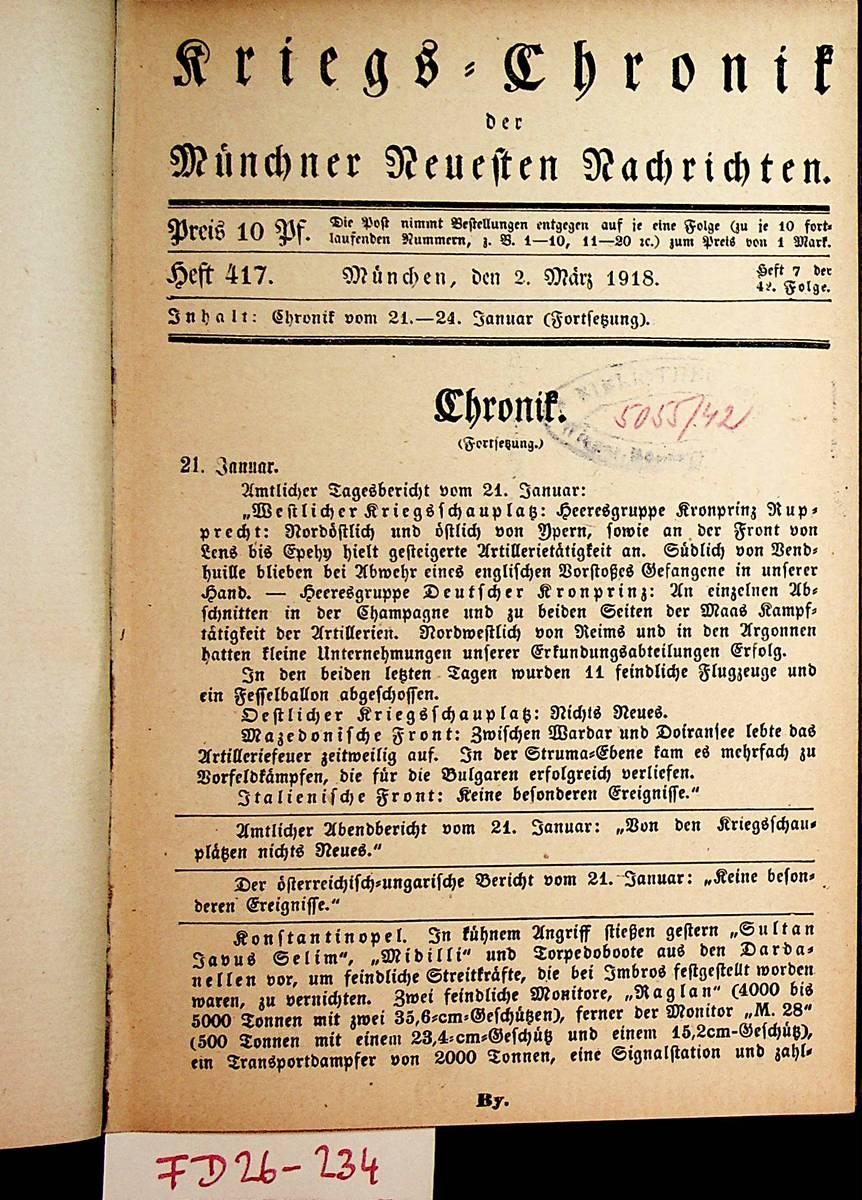 Kriegs-Chronik
der
Münchner Neuesten Nachrichten.
Preis 10 Pf.
Die Post nimmt Bestellungen entgegen auf je eine Folge (zu je 10 fort-
laufenden Nummern, z. B. 1—10, 11—20 ꝛc.) zum Preis von 1 Mark.
Heft 417.
München, den 2. März 1918.
Heft 7 der
42. Folge.
Inhalt: Chronik vom 21.—24. Januar (Fortsetzung).
Chronik.
5055/42
(Fortsetzung.)
21. Januar.
Amtlicher Tagesbericht vom 21. Januar:
„Westlicher Kriegsschauplatz: Heeresgruppe Kronprinz Rup-
precht: Nordöstlich und östlich von Ypern, sowie an der Front von
Lens bis Epehy hielt gesteigerte Artillerietätigkeit an. Südlich von Vend-
huille blieben bei Abwehr eines englischen Vorstoßes Gefangene in unserer
Hand. — Heeresgruppe Deutscher Kronprinz: An einzelnen Ab-
schnitten in der Champagne und zu beiden Seiten der Maas Kampf-
tätigkeit der Artillerien. Nordwestlich von Reims und in den Argonnen
hatten kleine Unternehmungen unserer Erkundungsabteilungen Erfolg.
In den beiden letzten Tagen wurden 11 feindliche Flugzeuge und
ein Fesselballon abgeschossen.
Oestlicher Kriegsschauplatz: Nichts Neues.
Mazedonische Front: Zwischen Wardar und Doiransee lebte das
Artilleriefeuer zeitweilig auf. In der Struma-Ebene kam es mehrfach zu
Vorfeldkämpfen, die für die Bulgaren erfolgreich verliefen.
Italienische Front: Keine besonderen Ereignisse.“
Amtlicher Abendbericht vom 21. Januar: „Von den Kriegsschau-
plätzen nichts Neues.“
Der österreichisch-ungarische Bericht vom 21. Januar: „Keine beson-
deren Ereignisse.“
Konstantinopel. In kühnem Angriff stießen gestern „Sultan
Javus Selim“, „Midilli“ und Torpedoboote aus den Darda-
nellen vor, um feindliche Streitkräfte, die bei Imbros festgestellt worden
waren, zu vernichten. Zwei feindliche Monitore, „Raglan“ (4000 bis
5000 Tonnen mit zwei 35,6-cm-Geschützen), ferner der Monitor „M. 28“
(500 Tonnen mit einem 23,4-cm-Geschütz und einem 15,2cm-Geschütz),
ein Transportdampfer von 2000 Tonnen, eine Signalstation und zahl-
By.
FD26-234